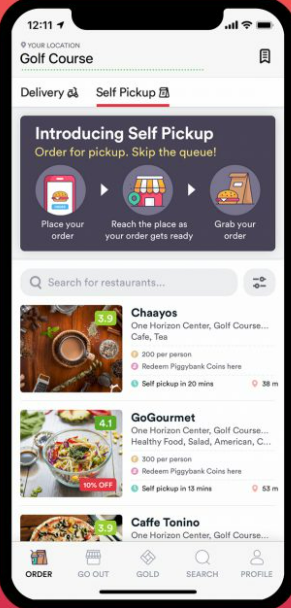 12:11
YOUR LOCATION
Golf Course
Delivery
Self Pickup
Introducing Self Pickup
Order for pickup. Skip the queue!
Place your order
Reach the place as your order gets ready
Grab your order
Search for restaurants...
3.9
Chaayos
One Horizon Center, Golf Course...
Cafe, Tea
200 per person
Redeem Piggybank Coins here
Self pickup in 20 mins
38 m
4.1
10% OFF
GoGourmet
One Horizon Center, Golf Course...
Healthy Food, Salad, American, C...
300 per person
Redeem Piggybank Coins here
Self pickup in 13 mins
53 m
3.9
Caffe Tonino
One Horizon Center, Golf Course...
ORDER
GO OUT
GOLD
SEARCH
PROFILE